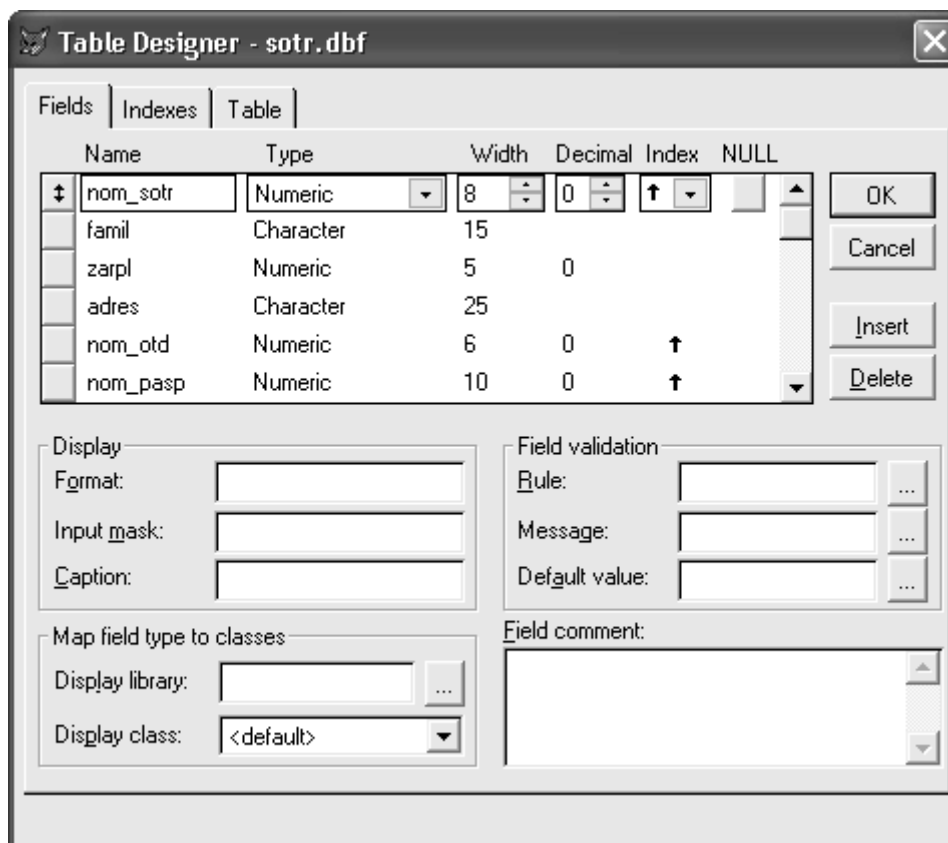 Table Designer - sotr.dbf
Fields Indexes Table
Name Type Width Decimal Index NULL
nom_sotr Numeric 8 0
famil Character 15
zarpl Numeric 5 0
adres Character 25
nom_otd Numeric 6 0
nom_pasp Numeric 10 0
OK
Cancel
Insert
Delete
Display
Format:
Input mask:
Caption:
Field validation
Rule: ...
Message: ...
Default value: ...
Map field type to classes
Display library: ...
Display class: <default>
Field comment: